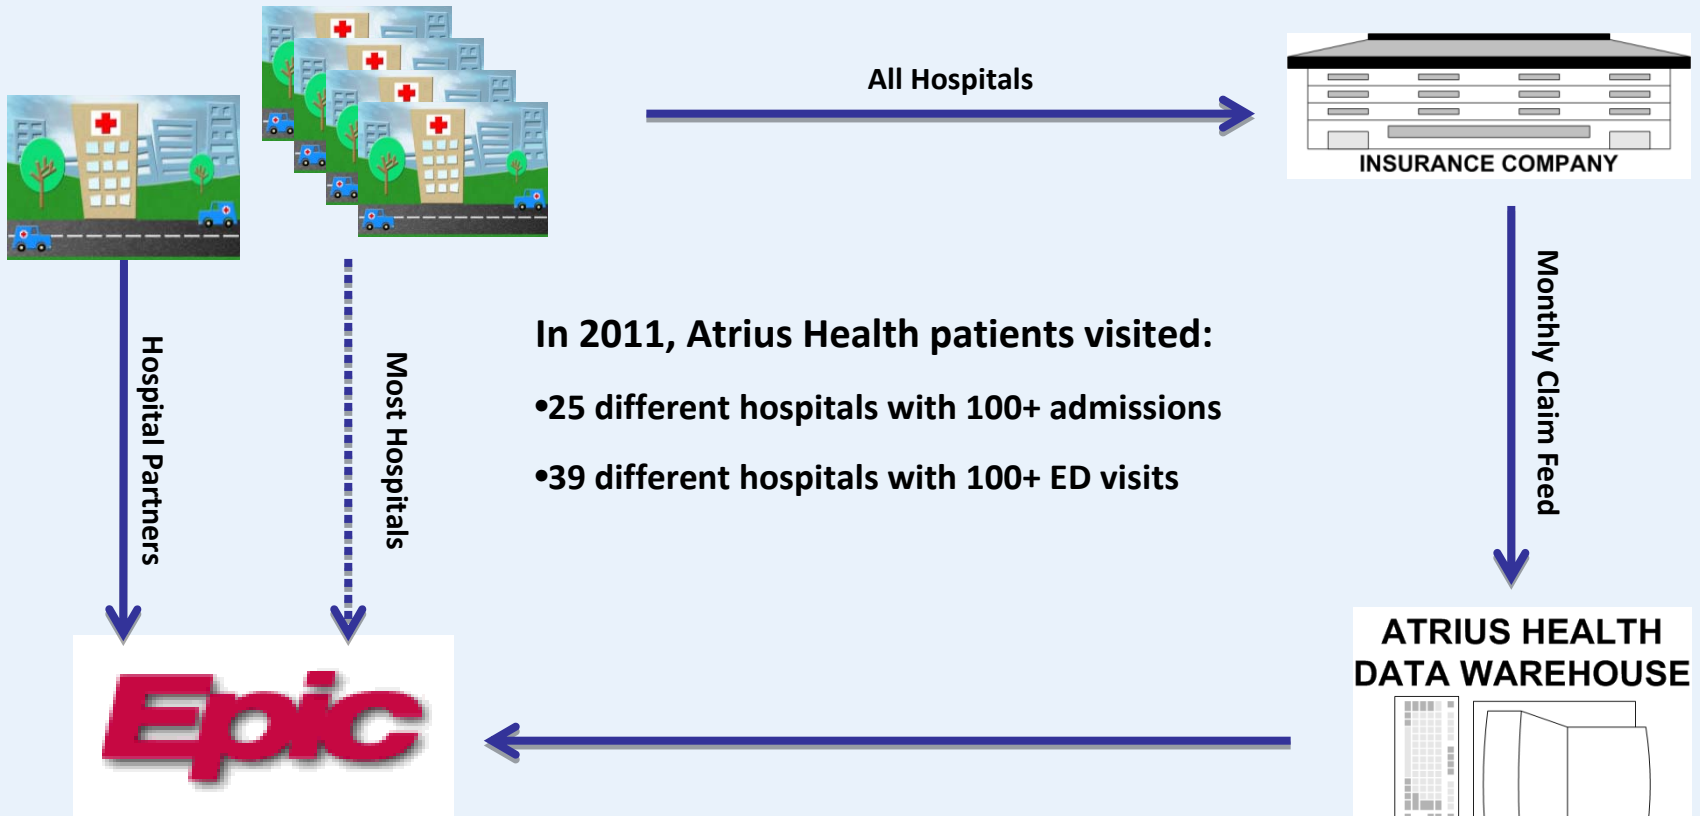 All Hospitals
INSURANCE COMPANY
Hospital Partners
Most Hospitals
In 2011, Atrius Health patients visited:
•25 different hospitals with 100+ admissions
•39 different hospitals with 100+ ED visits
Monthly Claim Feed
Epic
ATRIUS HEALTH
DATA WAREHOUSE